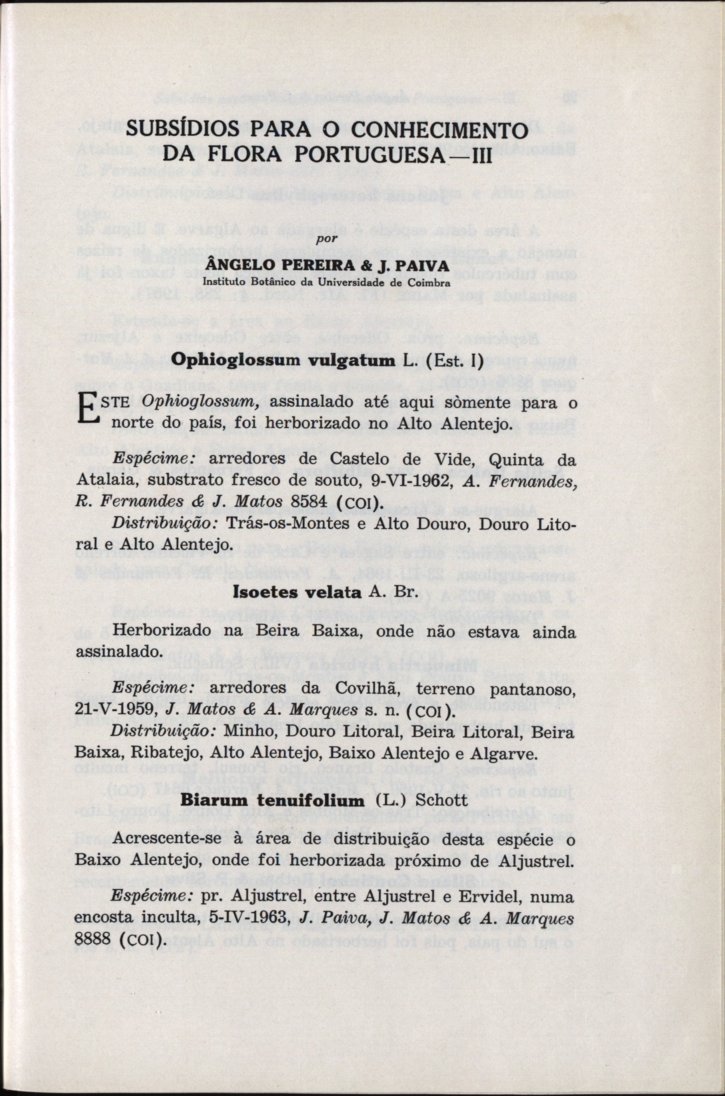 SUBSÍDIOS PARA O CONHECIMENTO
DA FLORA PORTUGUESA—III
por
ÂNGELO PEREIRA & J. PAIVA
Instituto Botânico da Universidade de Coimbra
Ophioglossum vulgatum L. (Est. I)
ESTE Ophioglossum, assinalado até aqui sòmente para o
norte do país, foi herborizado no Alto Alentejo.
Espécime: arredores de Castelo de Vide, Quinta da
Atalaia, substrato fresco de souto, 9-VI-1962, A. Fernandes,
R. Fernandes & J. Matos 8584 (COI).
Distribuição: Trás-os-Montes e Alto Douro, Douro Lito-
ral e Alto Alentejo.
Isoetes velata A. Br.
Herborizado na Beira Baixa, onde não estava ainda
assinalado.
Espécime: arredores da Covilhã, terreno pantanoso,
21-V-1959, J. Matos & A. Marques s. n. (COI).
Distribuição: Minho, Douro Litoral, Beira Litoral, Beira
Baixa, Ribatejo, Alto Alentejo, Baixo Alentejo e Algarve.
Biarum tenuifolium (L.) Schott
Acrescente-se à área de distribuição desta espécie o
Baixo Alentejo, onde foi herborizada próximo de Aljustrel.
Espécime: pr. Aljustrel, entre Aljustrel e Ervidel, numa
encosta inculta, 5-IV-1963, J. Paiva, J. Matos & A. Marques
8888 (COI).